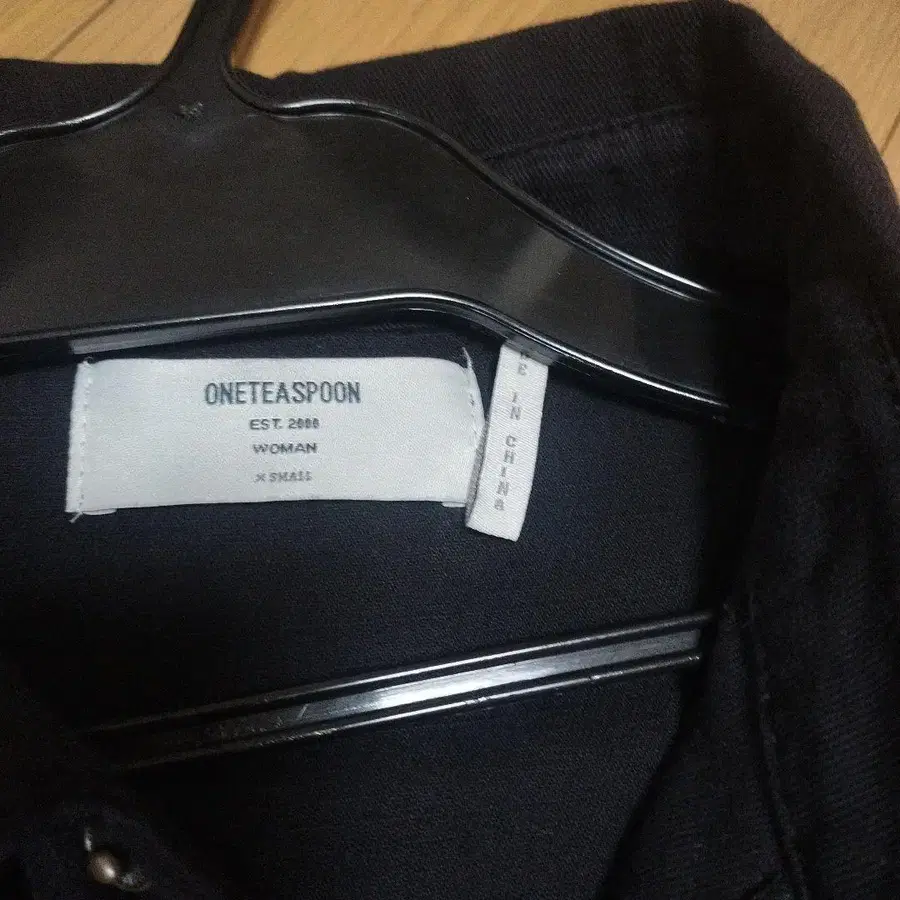 ONETEASPOON
EST. 2000
WOMAN
X SMALL
E IN CHINA